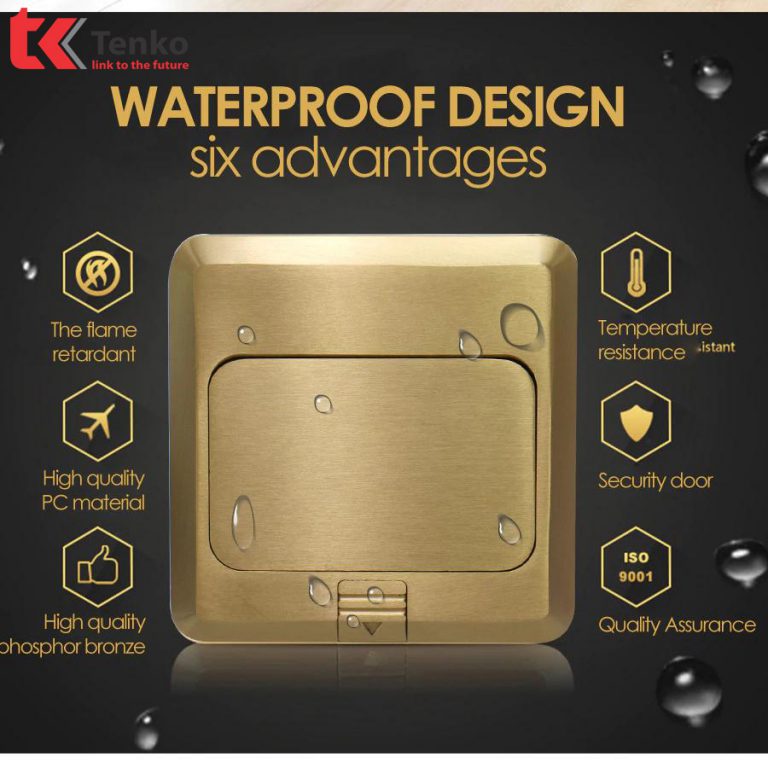 tk Tenko
link to the future
WATERPROOF DESIGN
six advantages
The flame
retardant
Temperature
resistance istant
High quality
PC material
Security door
High quality
phosphor bronze
ISO
9001
Quality Assurance